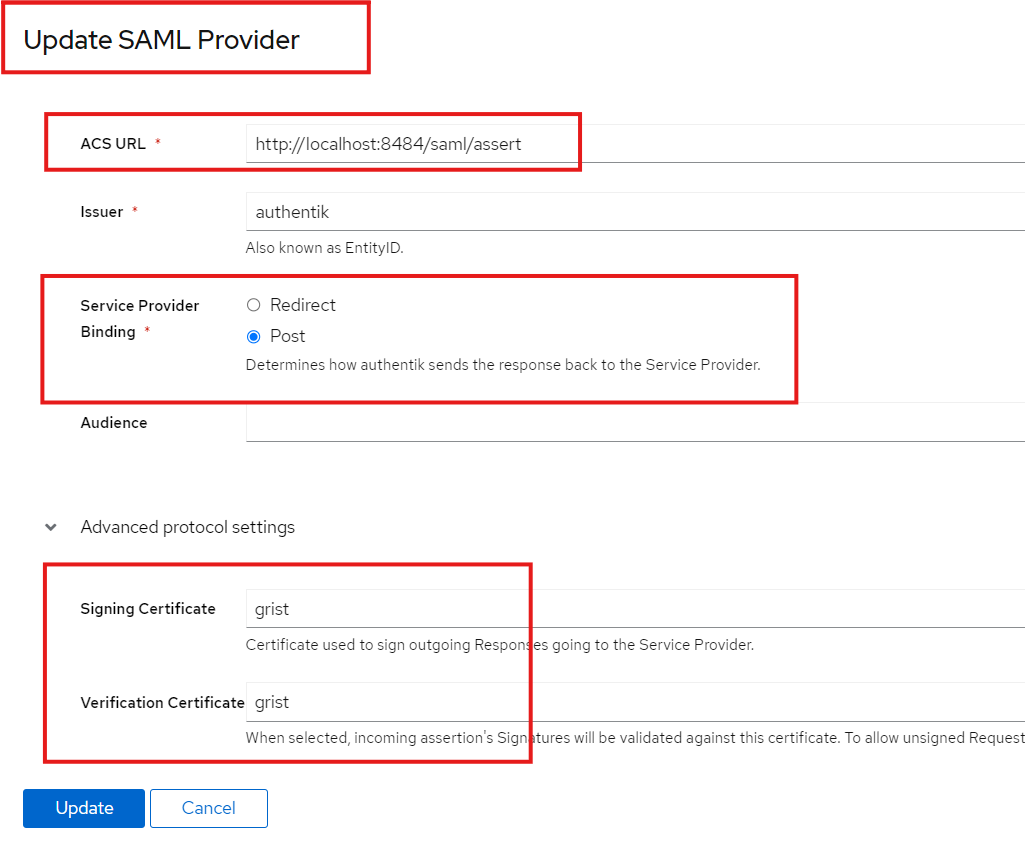 Update SAML Provider
ACS URL * http://localhost:8484/saml/assert
Issuer * authentik
Also known as EntityID.
Service Provider Binding * Redirect
Post
Determines how authentik sends the response back to the Service Provider.
Audience
Advanced protocol settings
Signing Certificate grist
Certificate used to sign outgoing Responses going to the Service Provider.
Verification Certificate grist
When selected, incoming assertion's Signatures will be validated against this certificate. To allow unsigned Request
Update Cancel